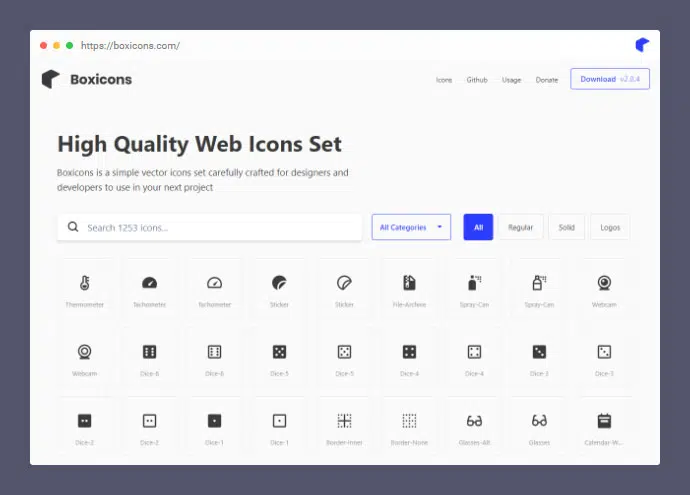 https://boxicons.com/
Boxicons
Icons Github Usage Donate Download v2.0.4
High Quality Web Icons Set
Boxicons is a simple vector icons set carefully crafted for designers and
developers to use in your next project
Search 1253 icons...
All Categories All Regular Solid Logos
Thermometer Tachometer Tachometer Sticker Sticker File-Archive Spray-Can Spray-Can Webcam
Webcam Dice-6 Dice-6 Dice-5 Dice-5 Dice-4 Dice-4 Dice-3 Dice-3
Dice-2 Dice-2 Dice-1 Dice-1 Border-Inner Border-None Glasses-Alt Glasses Calendar-W...